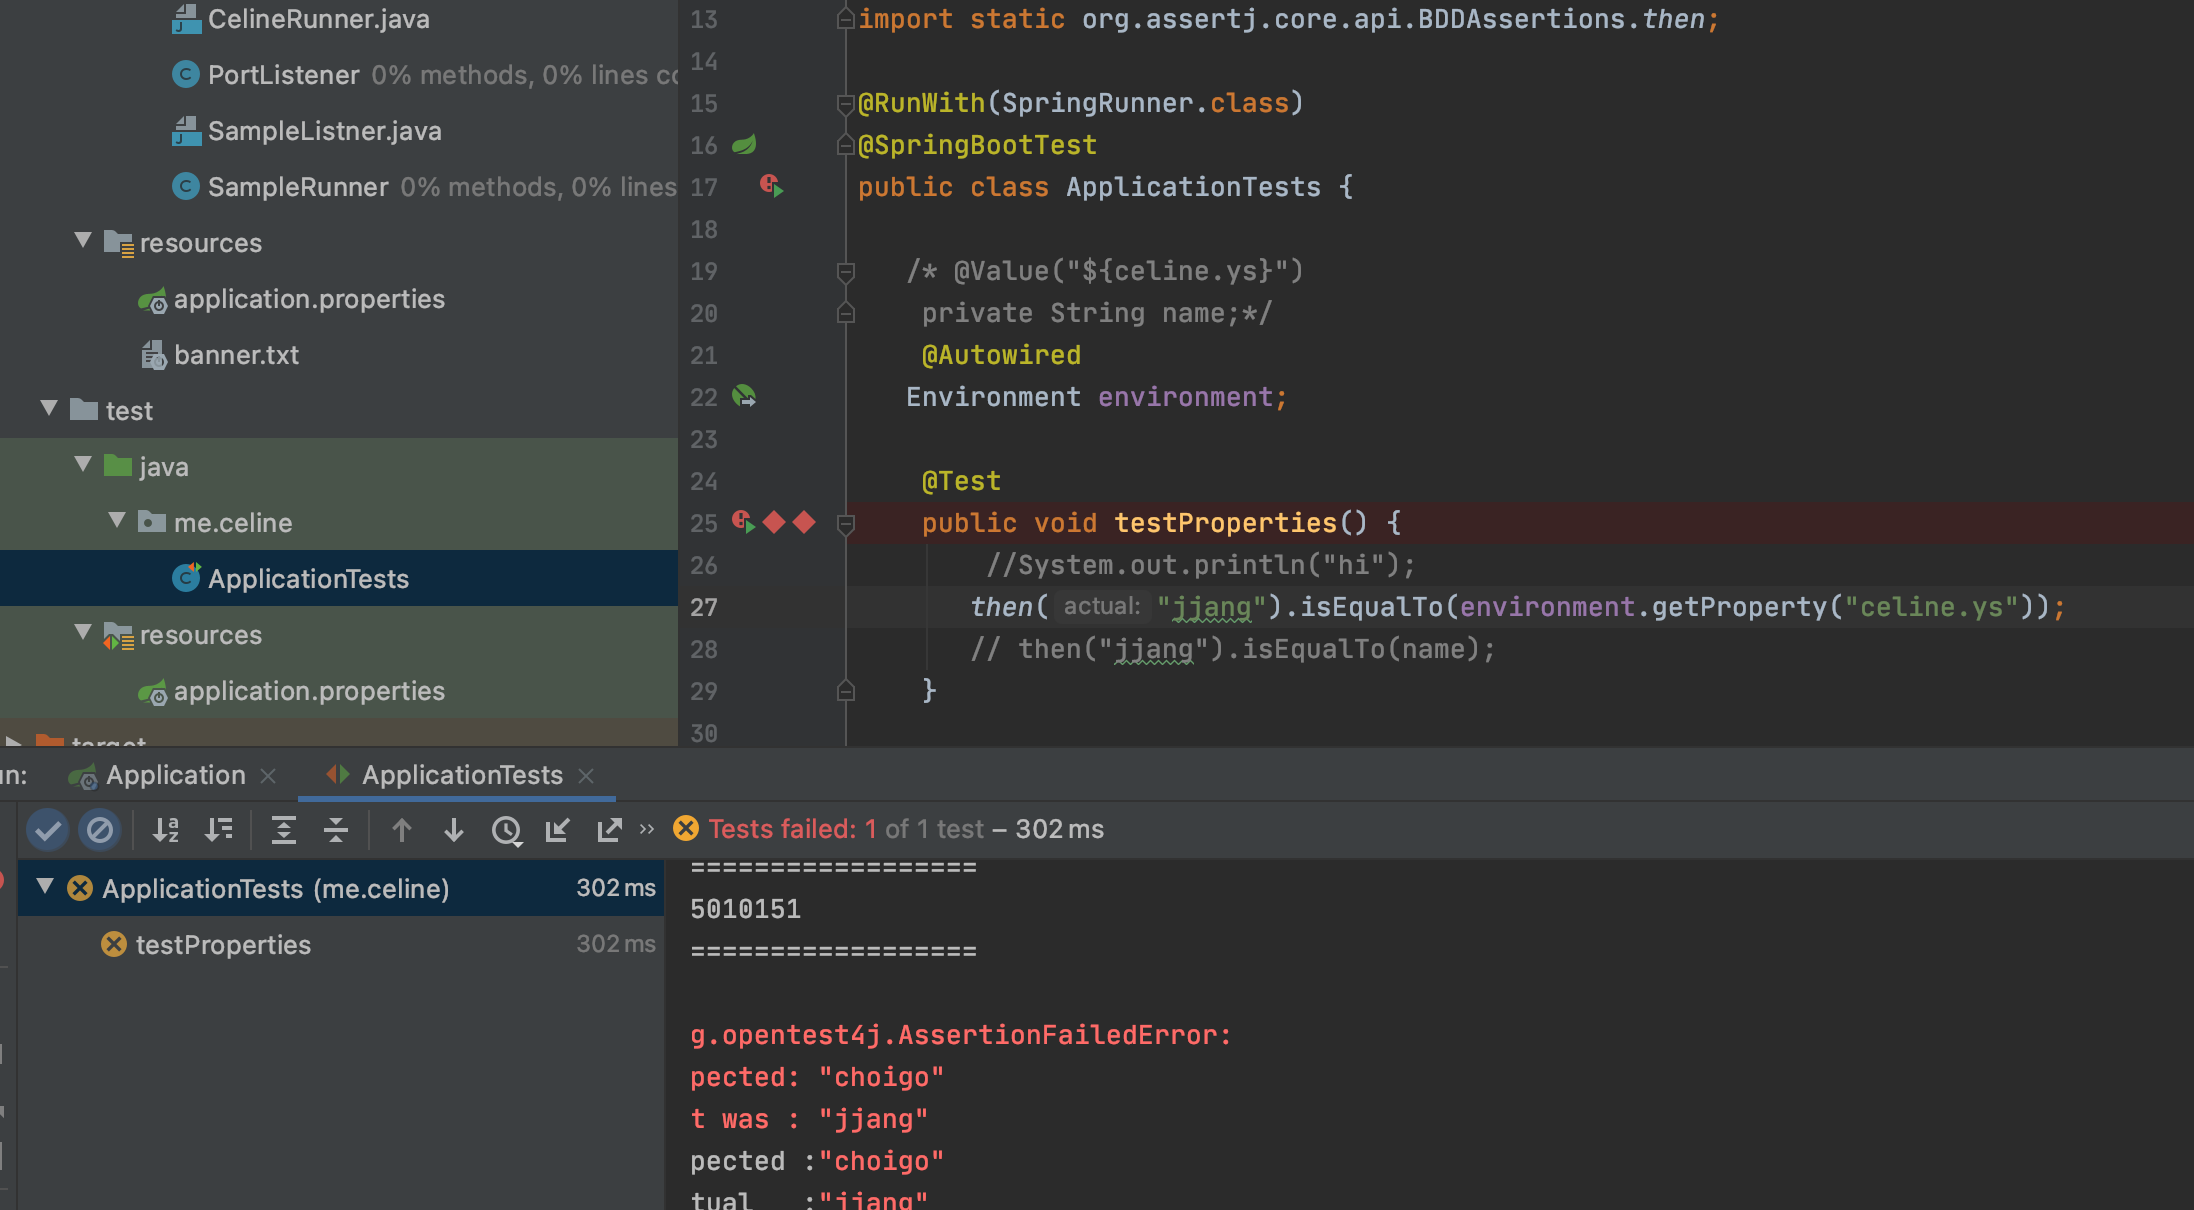 CelineRunner.java
PortListener 0% methods, 0% lines co
SampleListner.java
SampleRunner 0% methods, 0% lines
resources
application.properties
banner.txt
test
java
me.celine
ApplicationTests
resources
application.properties
target
13 import static org.assertj.core.api.BDDAssertions.then;
14
15 @RunWith(SpringRunner.class)
16 @SpringBootTest
17 public class ApplicationTests {
18
19 /* @Value("${celine.ys}")
20 private String name;*/
21 @Autowired
22 Environment environment;
23
24 @Test
25 public void testProperties() {
26 //System.out.println("hi");
27 then( actual: "jjang").isEqualTo(environment.getProperty("celine.ys"));
28 // then("jjang").isEqualTo(name);
29 }
30
un: Application ApplicationTests
Tests failed: 1 of 1 test – 302 ms
ApplicationTests (me.celine) 302 ms
testProperties 302 ms
==================
5010151
==================
g.opentest4j.AssertionFailedError:
pected: "choigo"
t was : "jjang"
pected :"choigo"
tual :"jjang"